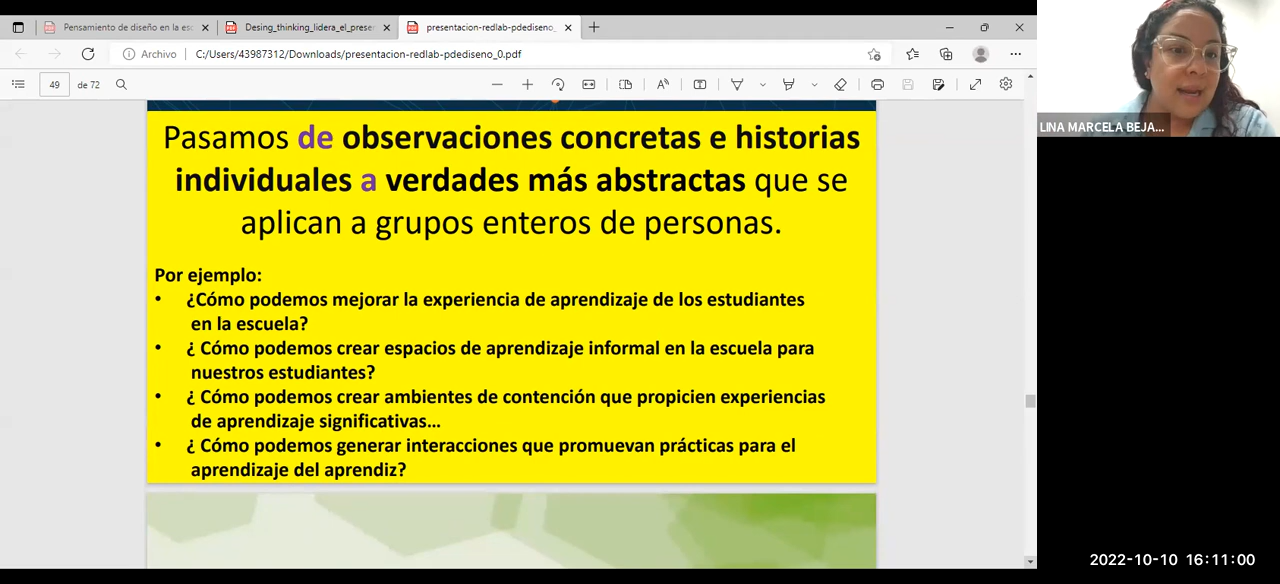 Pensamiento de diseño en la esc
Desing_thinking_lidera_el_prese
presentacion-redlab-pdediseno_
Archivo
C:/Users/43987312/Downloads/presentacion-redlab-pdediseno_0.pdf
49
de 72
LINA MARCELA BEJA...
Pasamos de observaciones concretas e historias
individuales a verdades más abstractas que se
aplican a grupos enteros de personas.
Por ejemplo:
• ¿Cómo podemos mejorar la experiencia de aprendizaje de los estudiantes
en la escuela?
• ¿ Cómo podemos crear espacios de aprendizaje informal en la escuela para
nuestros estudiantes?
• ¿ Cómo podemos crear ambientes de contención que propicien experiencias
de aprendizaje significativas...
• ¿ Cómo podemos generar interacciones que promuevan prácticas para el
aprendizaje del aprendiz?
2022-10-10 16:11:00